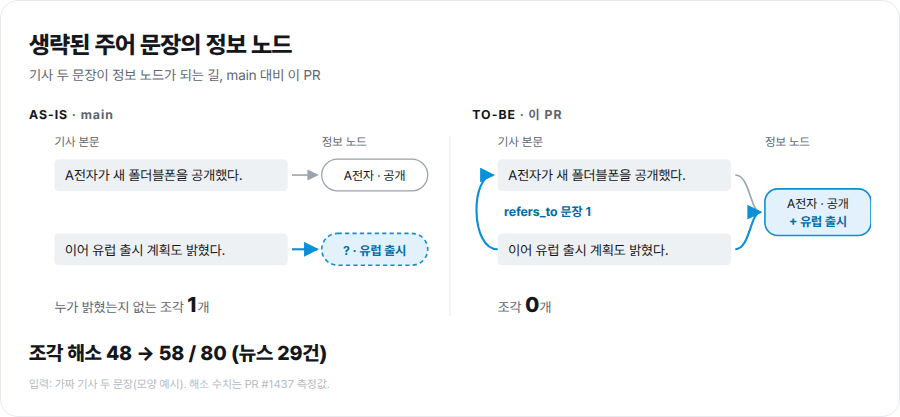 생략된 주어 문장의 정보 노드
기사 두 문장이 정보 노드가 되는 길, main 대비 이 PR
AS-IS · main
기사 본문
정보 노드
A전자가 새 폴더블폰을 공개했다.
A전자 · 공개
이어 유럽 출시 계획도 밝혔다.
? · 유럽 출시
누가 밝혔는지 없는 조각 1개
TO-BE · 이 PR
기사 본문
정보 노드
A전자가 새 폴더블폰을 공개했다.
refers_to 문장 1
A전자 · 공개
+ 유럽 출시
이어 유럽 출시 계획도 밝혔다.
조각 0개
조각 해소 48 → 58 / 80 (뉴스 29건)
입력: 가짜 기사 두 문장(모양 예시). 해소 수치는 PR #1437 측정값.